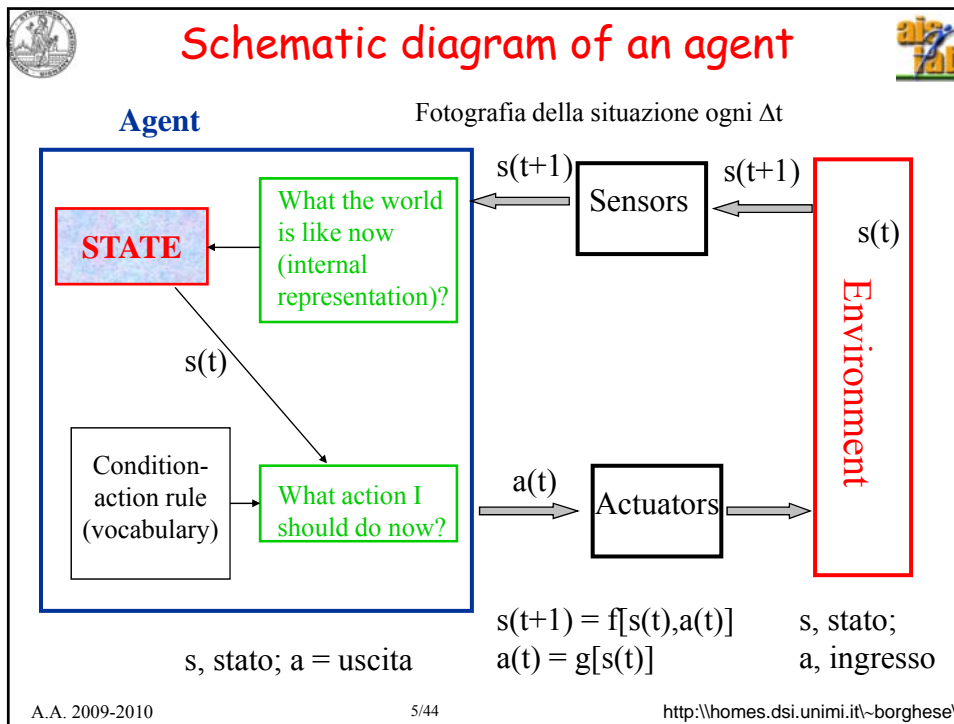 Schematic diagram of an agent
Agent
Fotografia della situazione ogni Δt
s(t+1)
s(t+1)
What the world
is like now
(internal
representation)?
Sensors
STATE
s(t)
Environment
s(t)
Condition-
action rule
(vocabulary)
What action I
should do now?
a(t)
Actuators
s(t+1) = f[s(t),a(t)]
a(t) = g[s(t)]
s, stato;
a, ingresso
s, stato; a = uscita
A.A. 2009-2010
5/44
http:\\homes.dsi.unimi.it\~borghese\